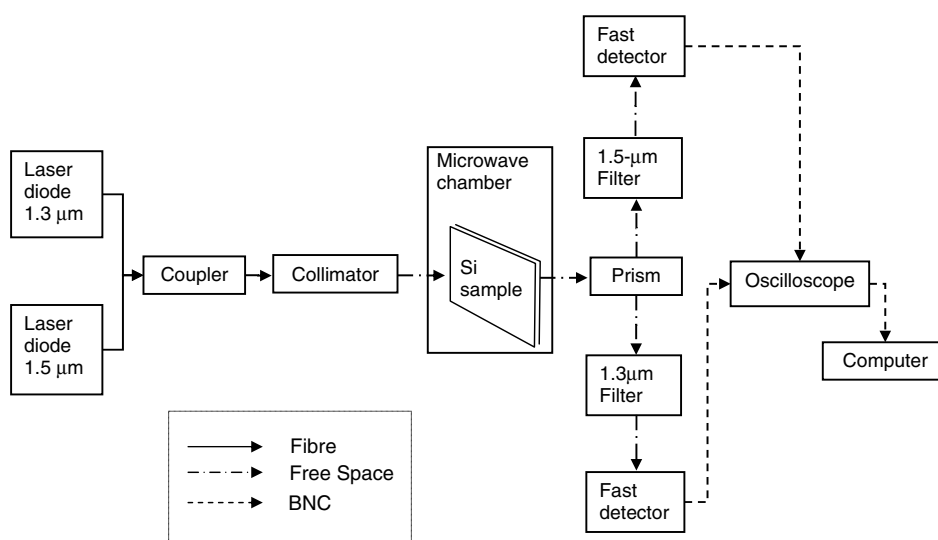 Laser
diode
1.3 μm
Laser
diode
1.5 μm
Coupler
Collimator
Microwave
chamber
Si
sample
Prism
1.5-μm
Filter
Fast
detector
1.3μm
Filter
Fast
detector
Oscilloscope
Computer
Fibre
Free Space
BNC